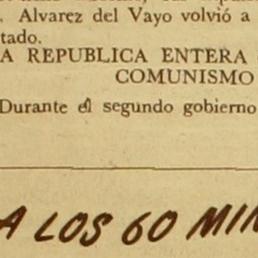 . Alvarez del Vayo volvió a
tado.
A REPUBLICA ENTERA
COMUNISMO
Durante el segundo gobierno
A LOS 60 MIN